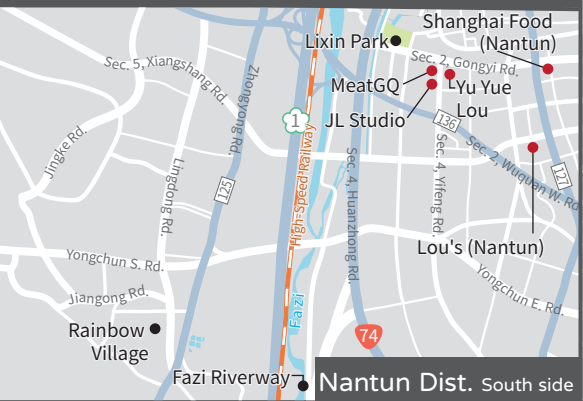 Shanghai Food
(Nantun)
Lixin Park
Sec. 2, Gongyi Rd.
Sec. 5, Xiangshang Rd.
Zhongyong Rd.
MeatGQ
Yu Yue
Lou
JL Studio
1
136
Jingke Rd.
High-Speed Railway
Sec. 4, Huanzhong Rd.
Sec. 4, Yifeng Rd.
Sec. 2, Wuquan W. Rd.
Lingdong Rd.
125
127
Lou's (Nantun)
Yongchun S. Rd.
Yongchun E. Rd.
Jiangong Rd.
Fazi
Rainbow
Village
74
Fazi Riverway
Nantun Dist. South side